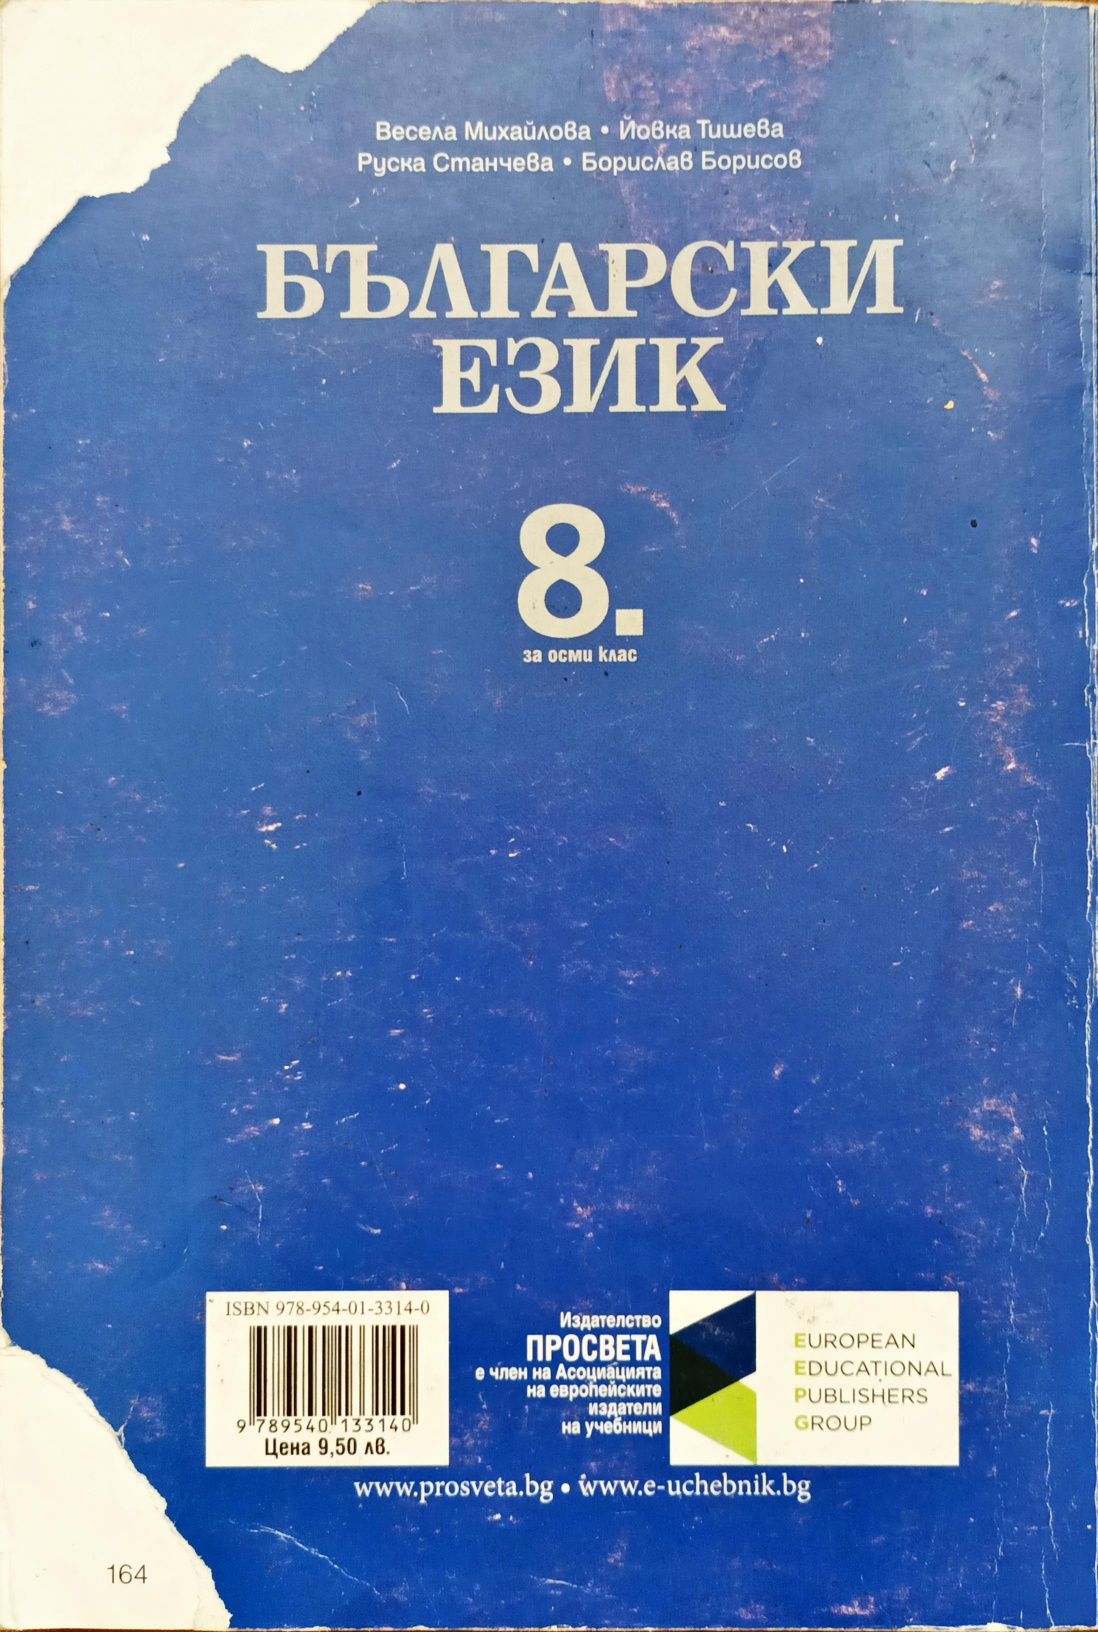 Весела Михайлова • Йовка Тишева
Руска Станчева • Борислав Борисов
БЪЛГАРСКИ
ЕЗИК
8.
за осми клас
ISBN 978-954-01-3314-0
9 789540 133140
Цена 9,50 лв.
Издателство
ПРОСВЕТА
е член на Асоциацията
на европейските
издатели
на учебници
EUROPEAN
EDUCATIONAL
PUBLISHERS
GROUP
www.prosveta.bg • www.e-uchebnik.bg
164